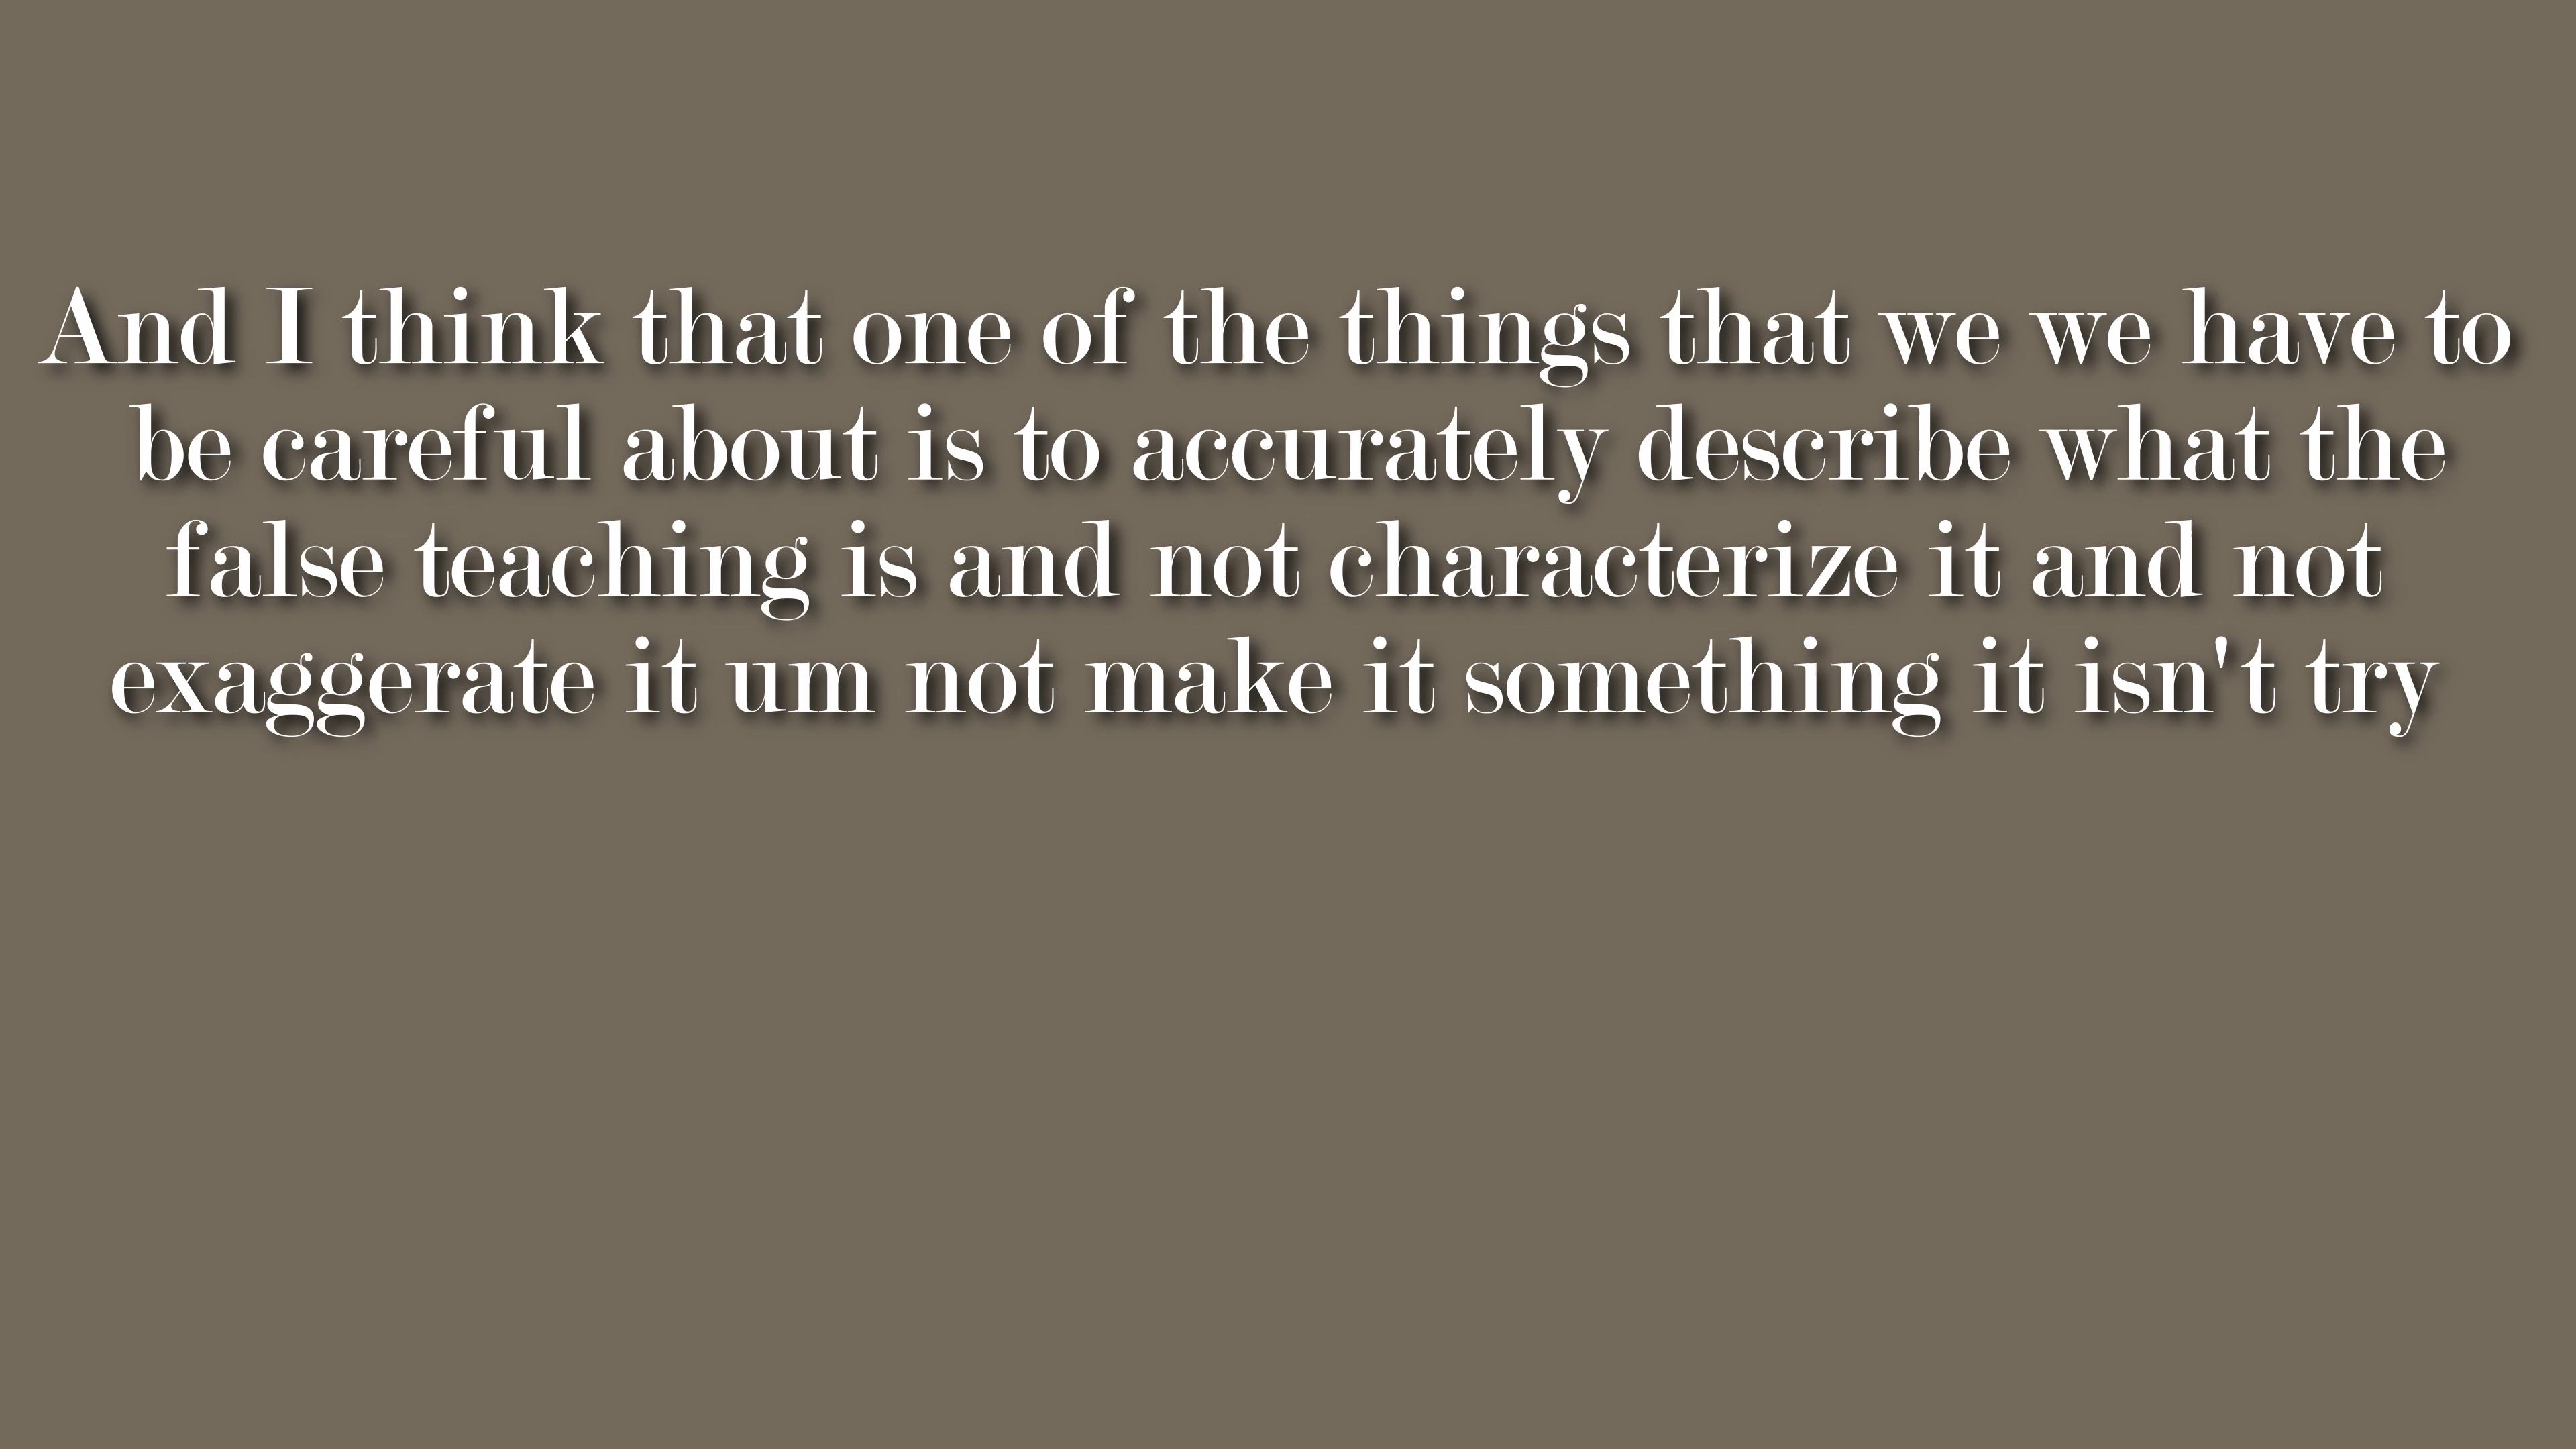 And I think that one of the things that we we have to
be careful about is to accurately describe what the
false teaching is and not characterize it and not
exaggerate it um not make it something it isn't try